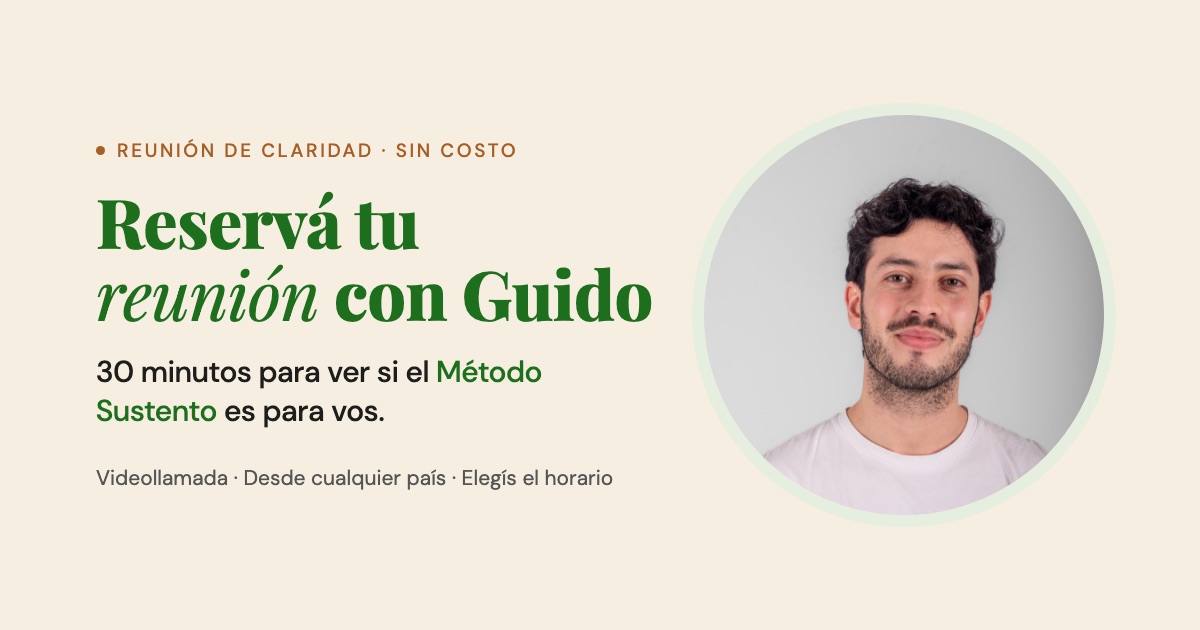 REUNIÓN DE CLARIDAD · SIN COSTO
Reservá tu
reunión con Guido
30 minutos para ver si el Método
Sustento es para vos.
Videollamada · Desde cualquier país · Elegís el horario